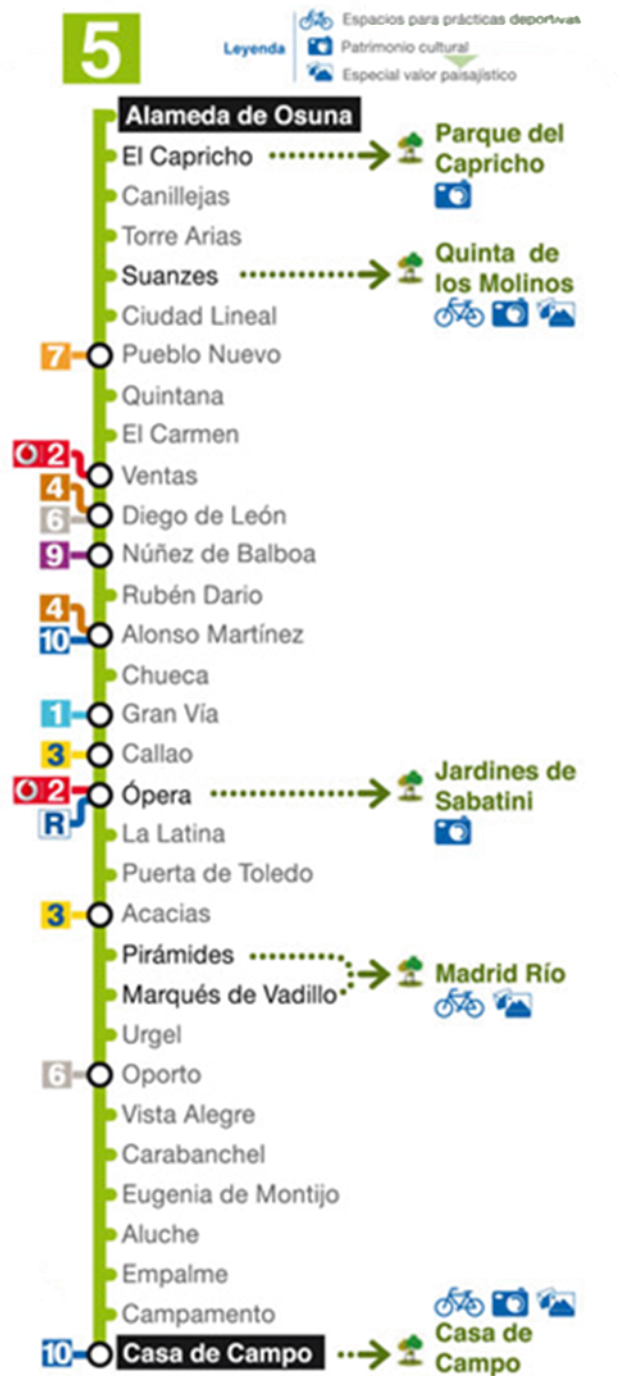 5
Leyenda
Espacios para prácticas deportivas
Patrimonio cultural
Especial valor paisajístico
Alameda de Osuna
El Capricho
Parque del
Capricho
Canillejas
Torre Arias
Suanzes
Quinta de
los Molinos
Ciudad Lineal
7 Pueblo Nuevo
Quintana
El Carmen
2 Ventas
4
6 Diego de León
9 Núñez de Balboa
Rubén Dario
4
10 Alonso Martínez
Chueca
1 Gran Vía
3 Callao
2 Ópera
R
Jardines de
Sabatini
La Latina
Puerta de Toledo
3 Acacias
Pirámides
Marqués de Vadillo
Madrid Río
Urgel
6 Oporto
Vista Alegre
Carabanchel
Eugenia de Montijo
Aluche
Empalme
Campamento
10 Casa de Campo
Casa de
Campo